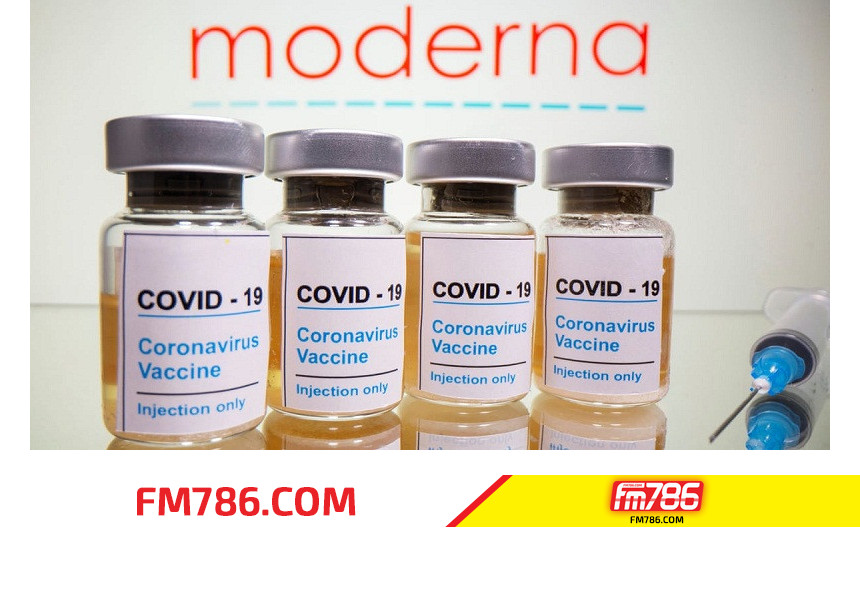 moderna
COVID - 19
Coronavirus
Vaccine
Injection only
COVID - 19
Coronavirus
Vaccine
Injection only
COVID - 19
Coronavirus
Vaccine
Injection only
COVID - 19
Coronavirus
Vaccine
Injection only
FM786.COM
fm786
FM786.COM